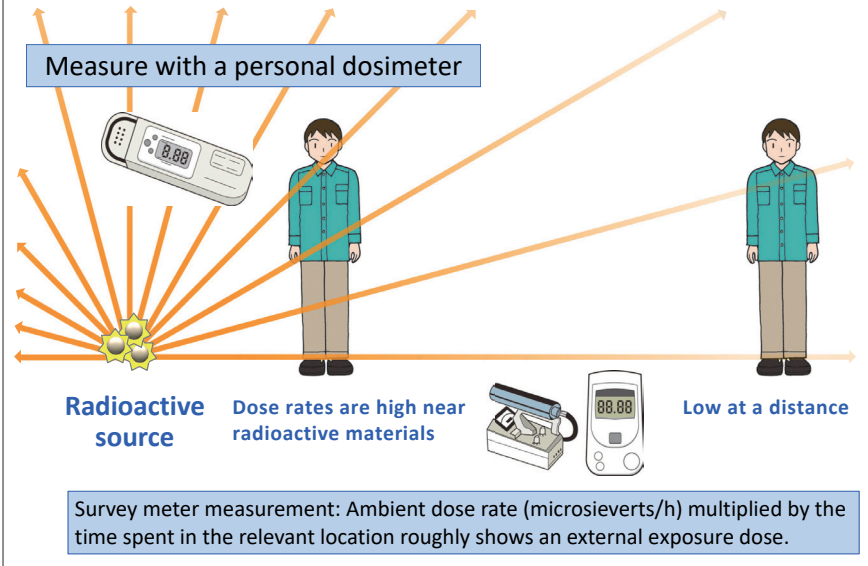 Measure with a personal dosimeter
8.88
Radioactive
source
Dose rates are high near
radioactive materials
88.88
Low at a distance
Survey meter measurement: Ambient dose rate (microsieverts/h) multiplied by the
time spent in the relevant location roughly shows an external exposure dose.